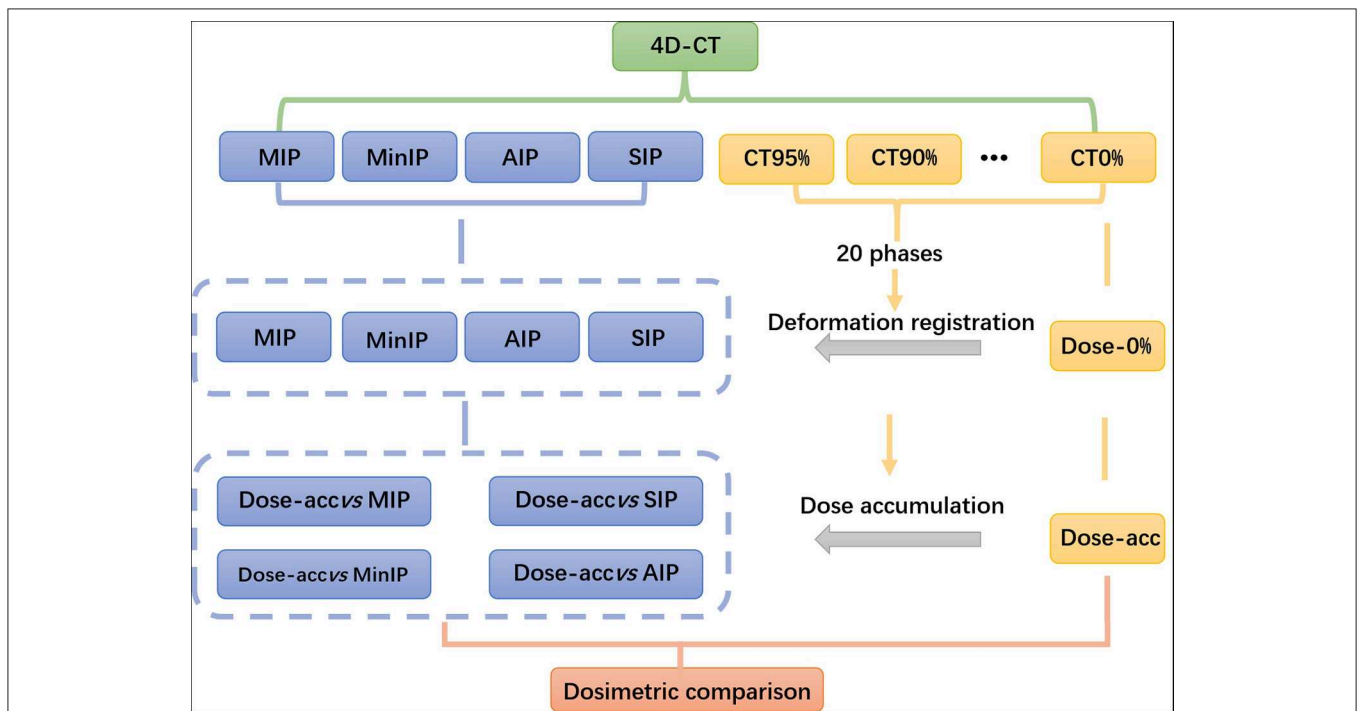 4D-CT
MIP
MinIP
AIP
SIP
CT95%
CT90%
...
CT0%
20 phases
MIP
MinIP
AIP
SIP
Deformation registration
Dose-0%
Dose-accvs MIP
Dose-accvs SIP
Dose accumulation
Dose-acc
Dose-accvs MinIP
Dose-accvs AIP
Dosimetric comparison